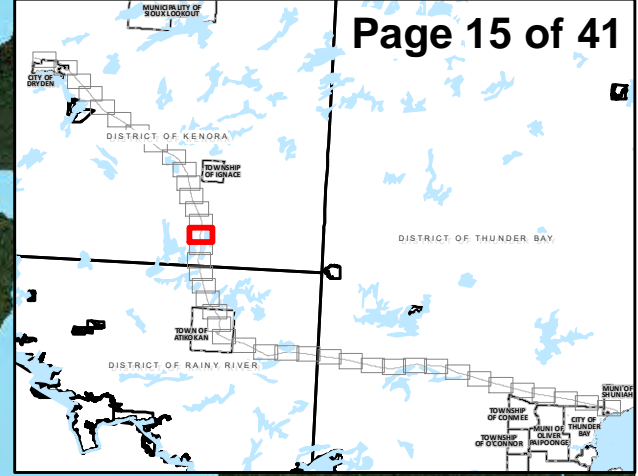 MUNICIPALITY OF
SIOUX LOOKOUT
Page 15 of 41
CITY OF
DRYDEN
DISTRICT OF KENORA
TOWNSHIP
OF IGNACE
DISTRICT OF THUNDER BAY
TOWN OF
ATIKOKAN
DISTRICT OF RAINY RIVER
MUNI OF
SHUNIAH
TOWNSHIP
OF CONMEE
CITY OF
THUNDER
BAY
MUNI OF
OLIVER
PAIPOONGE
TOWNSHIP
OF O'CONNOR